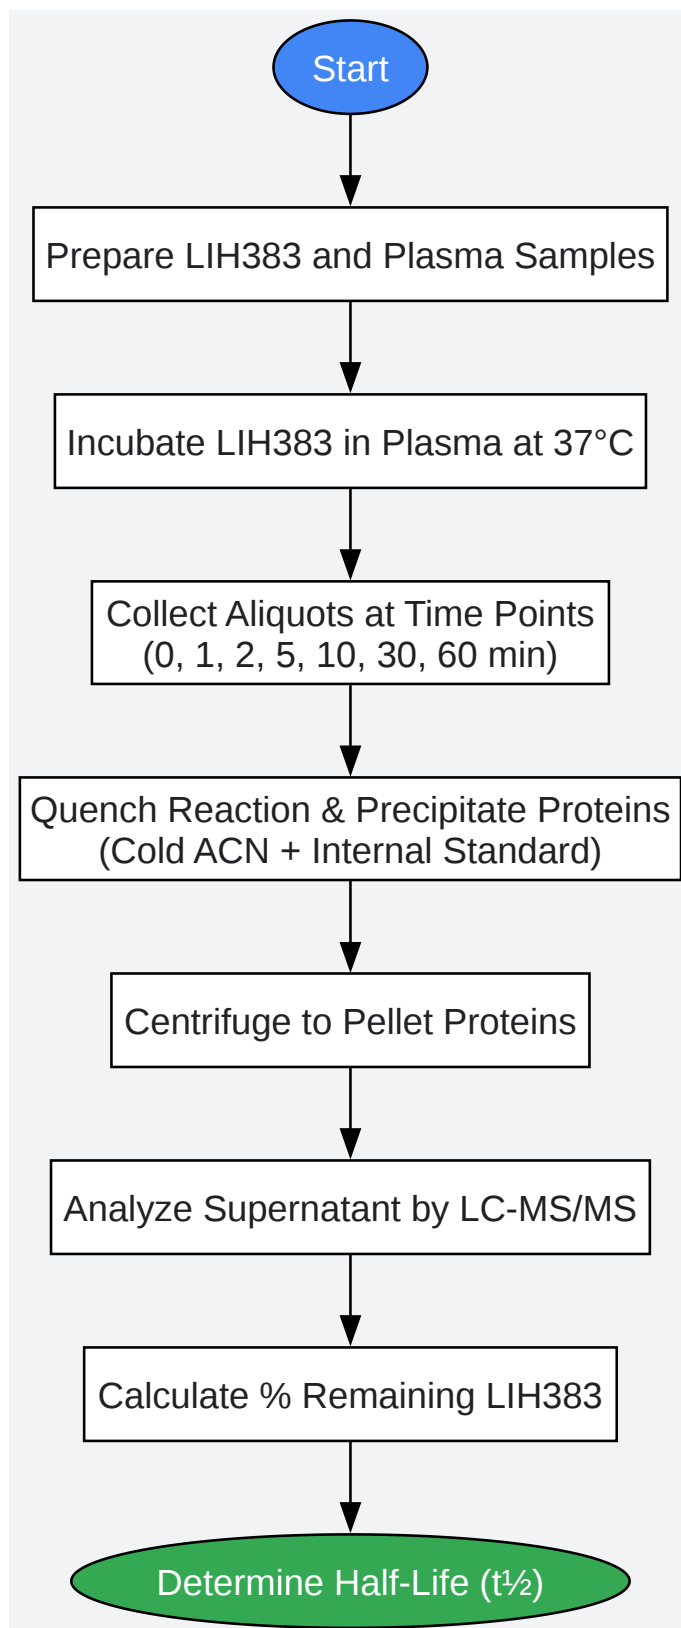 Start
Prepare LIH383 and Plasma Samples
Incubate LIH383 in Plasma at 37°C
Collect Aliquots at Time Points
(0, 1, 2, 5, 10, 30, 60 min)
Quench Reaction & Precipitate Proteins
(Cold ACN + Internal Standard)
Centrifuge to Pellet Proteins
Analyze Supernatant by LC-MS/MS
Calculate % Remaining LIH383
Determine Half-Life (t½)